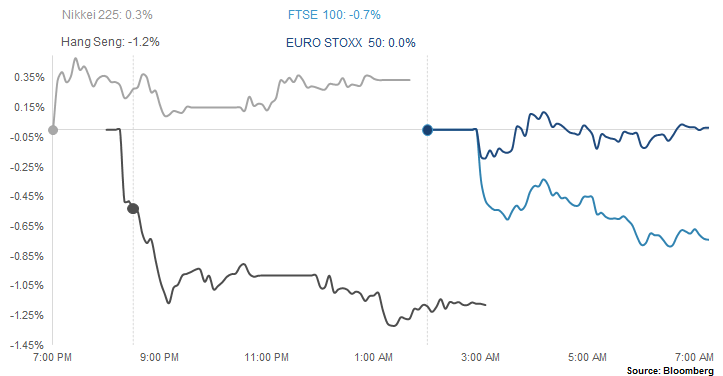 Nikkei 225: 0.3%
FTSE 100: -0.7%
Hang Seng: -1.2%
EURO STOXX 50: 0.0%
0.35%
0.15%
-0.05%
-0.25%
-0.45%
-0.65%
-0.85%
-1.05%
-1.25%
-1.45%
7:00 PM
9:00 PM
11:00 PM
1:00 AM
3:00 AM
5:00 AM
7:00 AM
Source: Bloomberg